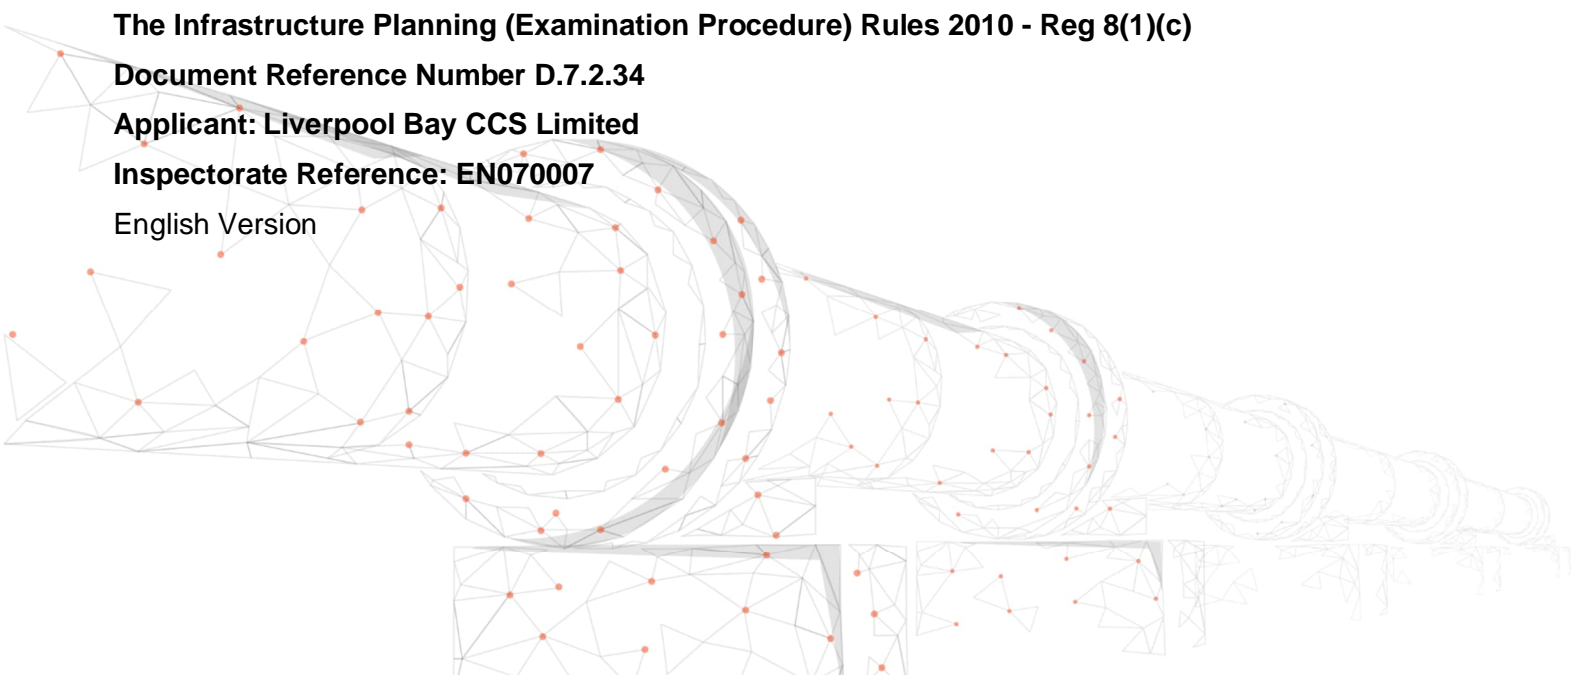 The Infrastructure Planning (Examination Procedure) Rules 2010 - Reg 8(1)(c)
Document Reference Number D.7.2.34
Applicant: Liverpool Bay CCS Limited
Inspectorate Reference: EN070007
English Version